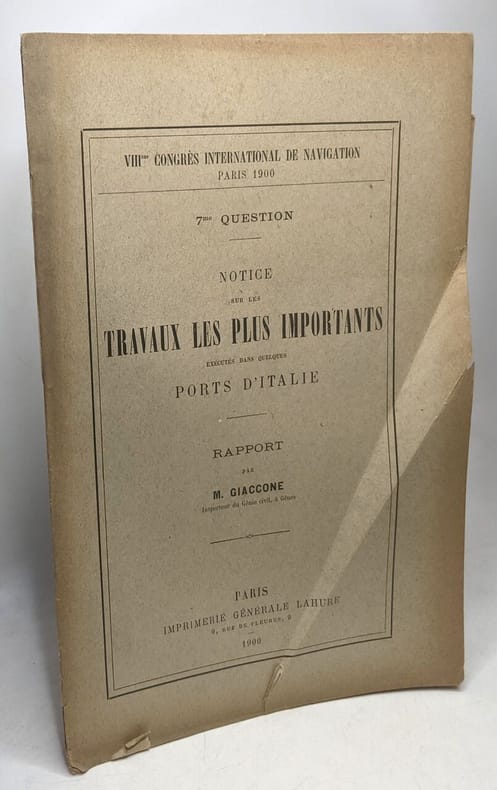 VIIIme CONGRÈS INTERNATIONAL DE NAVIGATION
PARIS 1900
7me QUESTION
NOTICE
SUR LES
TRAVAUX LES PLUS IMPORTANTS
EXÉCUTÉS DANS QUELQUES
PORTS D'ITALIE
RAPPORT
PAR
M. GIACCONE
Inspecteur du Génie civil, à Gênes
PARIS
IMPRIMERIE GÉNÉRALE LAHURE
9, RUE DE FLEURUS, 9
1900